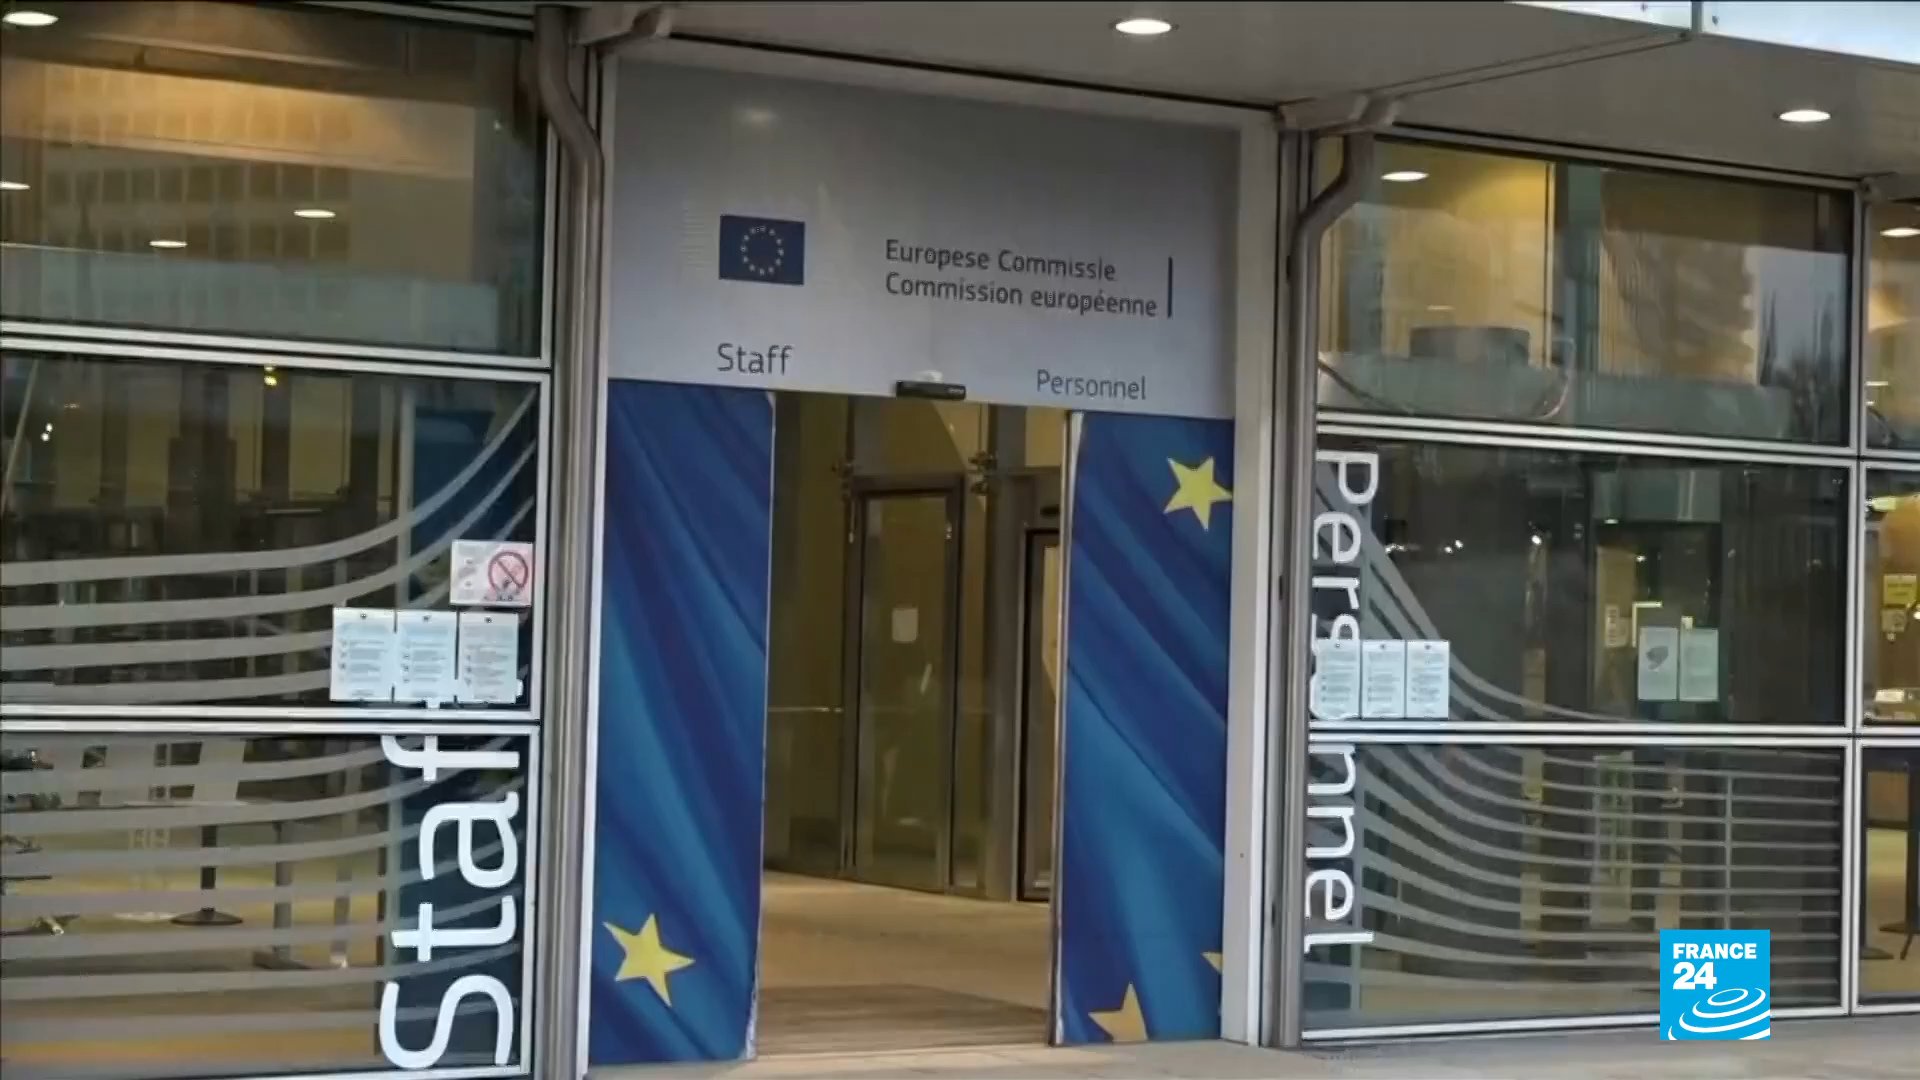 Europese Commissie
Commission européenne
Staff
Personnel
Staff
Personnel
FRANCE
24